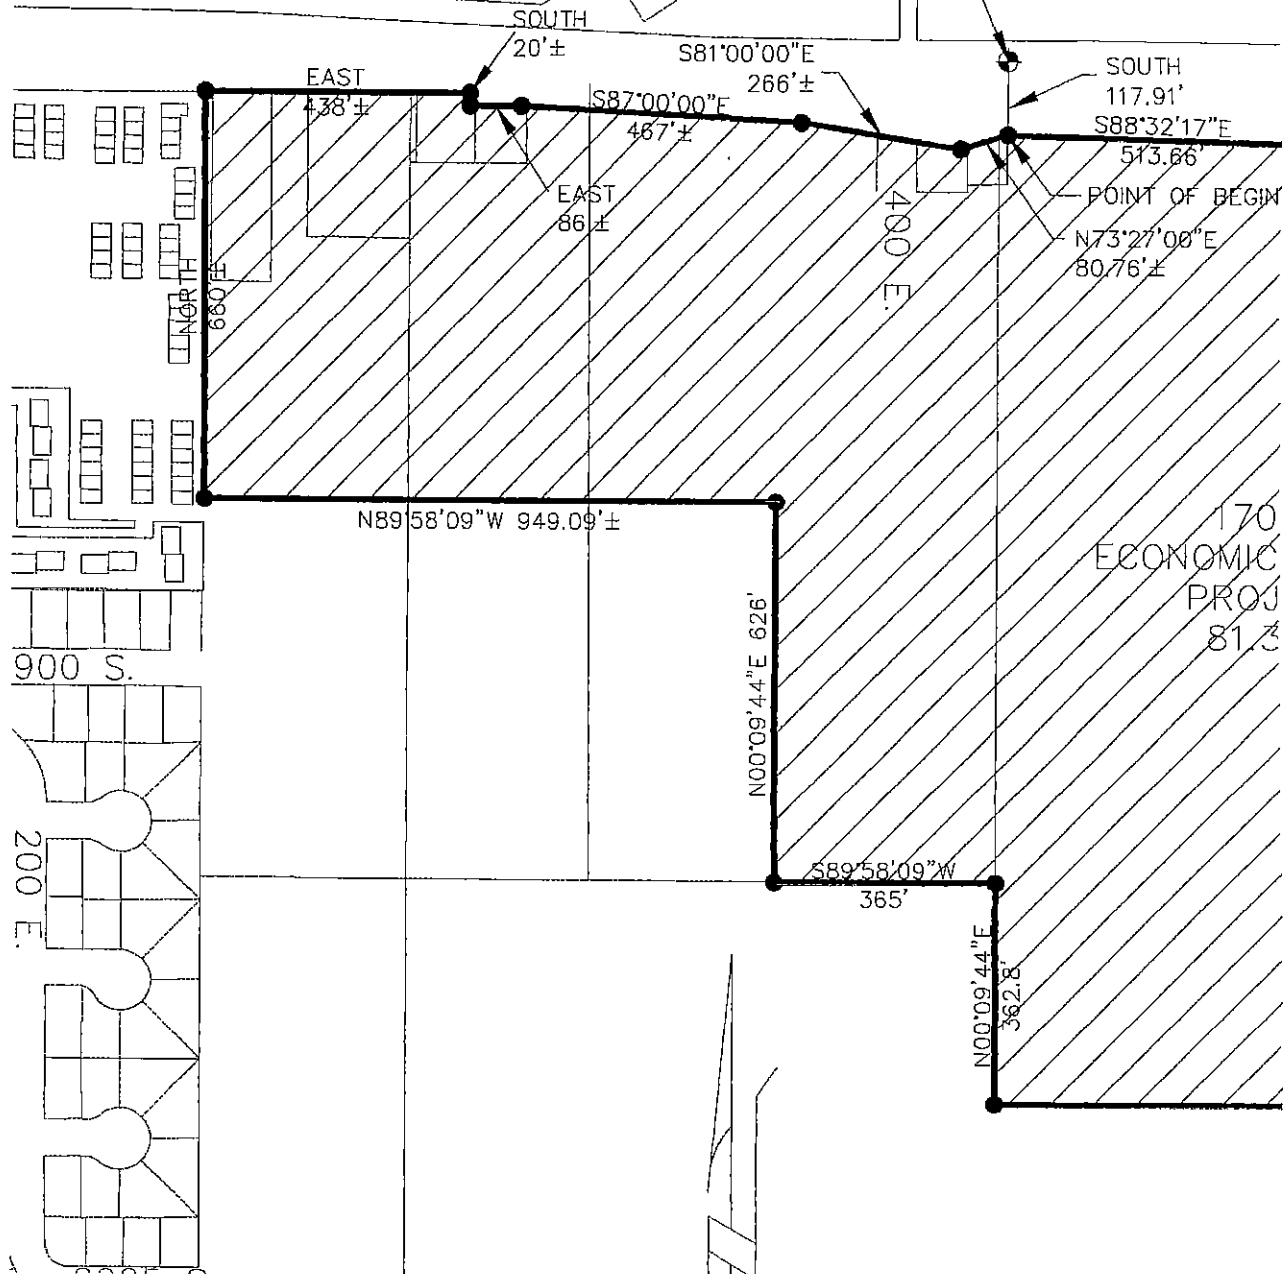 SOUTH
20'±
S81°00'00"E
266'±
SOUTH
117.91'
EAST
438'±
S87°00'00"E
467'±
S88°32'17"E
513.66'
EAST
86'±
POINT OF BEGIN
N73°27'00"E
80.76'±
400 E.
NORTH
660'±
N89°58'09"W 949.09'±
170
ECONOMIC
PROJ
81.3
N00°09'44"E 626'
900 S.
200 E.
S89°58'09"W
365'
N00°09'44"E
362.8'